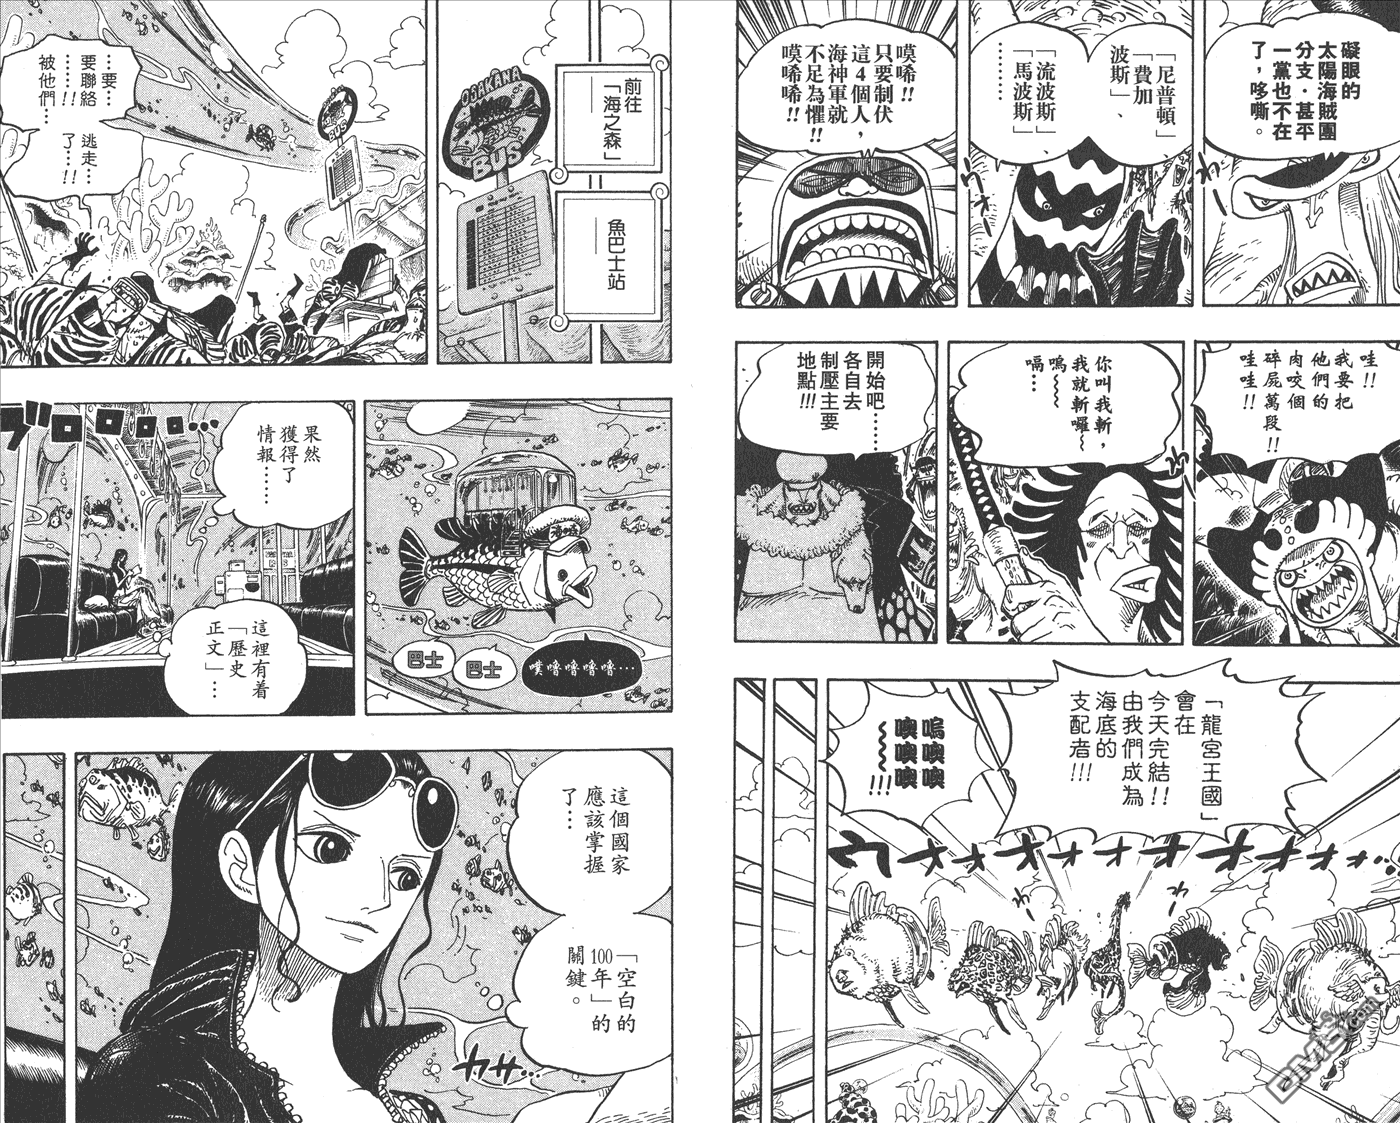 礙眼的
太陽海賊團
分支．甚平
一黨也不在
了，哆嘶。
「尼普頓」
「費加
波斯」、
「流波斯」、
「馬波斯」
……
嗼唏!!
只要制伏
這4個人，
海神軍就
不足為懼!!
嗼唏唏!!
哇!!
我要把
他們的
肉咬個
碎屍萬段!!
哇哇!!
你叫我斬，
我就斬囉~
嗚~
嗝…
開始吧……
各自去
制壓主要
地點!!!
「龍宮王國」
會在
今天完結!!
由我們成為
海底的
支配者!!!
嗚噢噢
噢噢噢
~~!!!
前往
「海之森」
——
魚巴士站
——
OSAKANA
BUS
BUS
…要…
要聯絡
……!!
被他們…
逃走…
了…!!
巴士
巴士
噗嚕嚕嚕嚕…
果然
獲得了
情報……
這裡有着
「歷史
正文」…
這個國家
應該掌握
了…
「空白的
100年」的
關鍵。